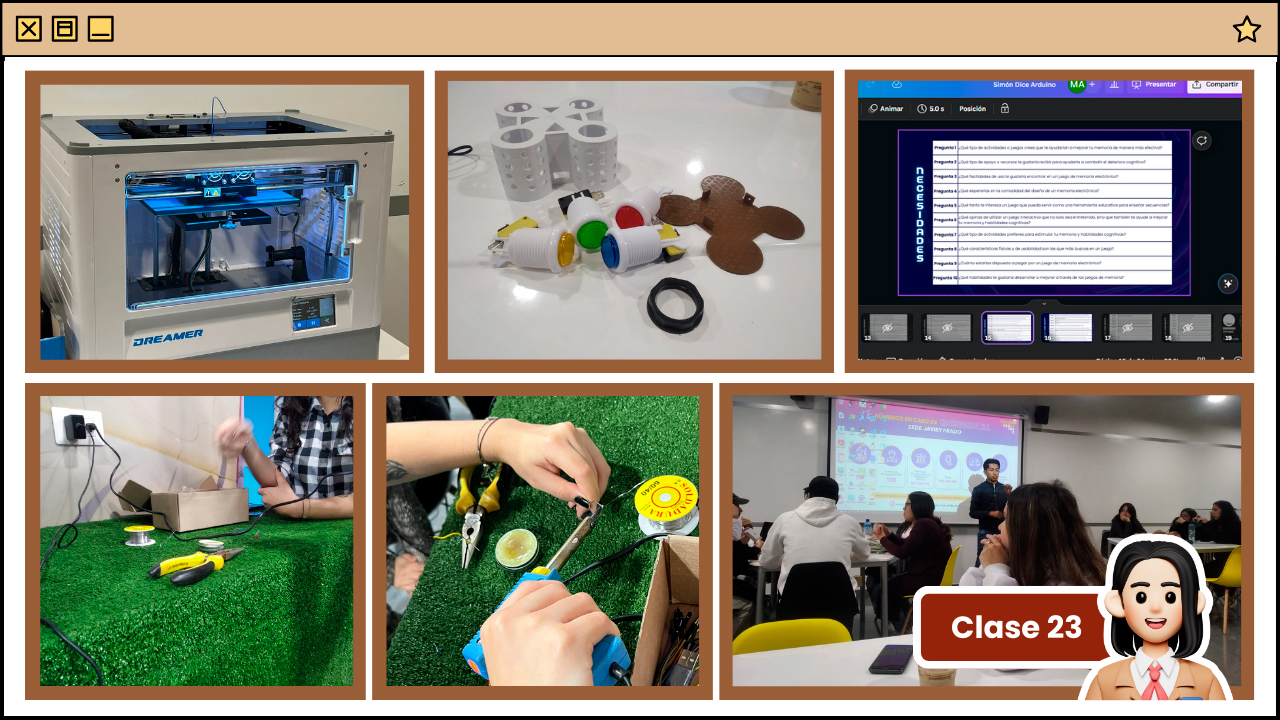 DREAMER
Simón Dice Arduino
MA
+
Presentar
Compartir
Animar
5.0 s
Posición
NECESIDADES
Pregunta 1 ¿Qué tipo de actividades o juegos crees que te ayudarían a mejorar tu memoria de manera más efectiva?
Pregunta 2 ¿Qué tipo de apoyo o recursos te gustaría recibir para ayudarte a combatir el deterioro cognitivo?
Pregunta 3 ¿Qué facilidades de uso te gustaría encontrar en un juego de memoria electrónico?
Pregunta 4 ¿Qué esperarías en la comodidad del diseño de un memoria electrónico?
Pregunta 5 ¿Qué tanto te interesa un juego que pueda servir como una herramienta educativa para enseñar secuencias?
Pregunta 6 ¿Qué opinas de utilizar un juego interactivo que no solo sea entretenido, sino que también te ayude a mejorar
tu memoria y habilidades cognitivas?
Pregunta 7 ¿Qué tipo de actividades prefieres para estimular tu memoria y habilidades cognitivas?
Pregunta 8 ¿Qué características físicas y de usabilidad son las que más buscas en un juego?
Pregunta 9 ¿Cuánto estarías dispuesto a pagar por un juego de memoria electrónico?
Pregunta 10 ¿Qué habilidades te gustaría desarrollar o mejorar a través de los juegos de memoria?
13
14
15
16
17
18
19
SOLDADURA
60/40
NÚMEROS EN CASO DE EMERGENCIAS
SEDE JAVIER PRADO
Clase 23